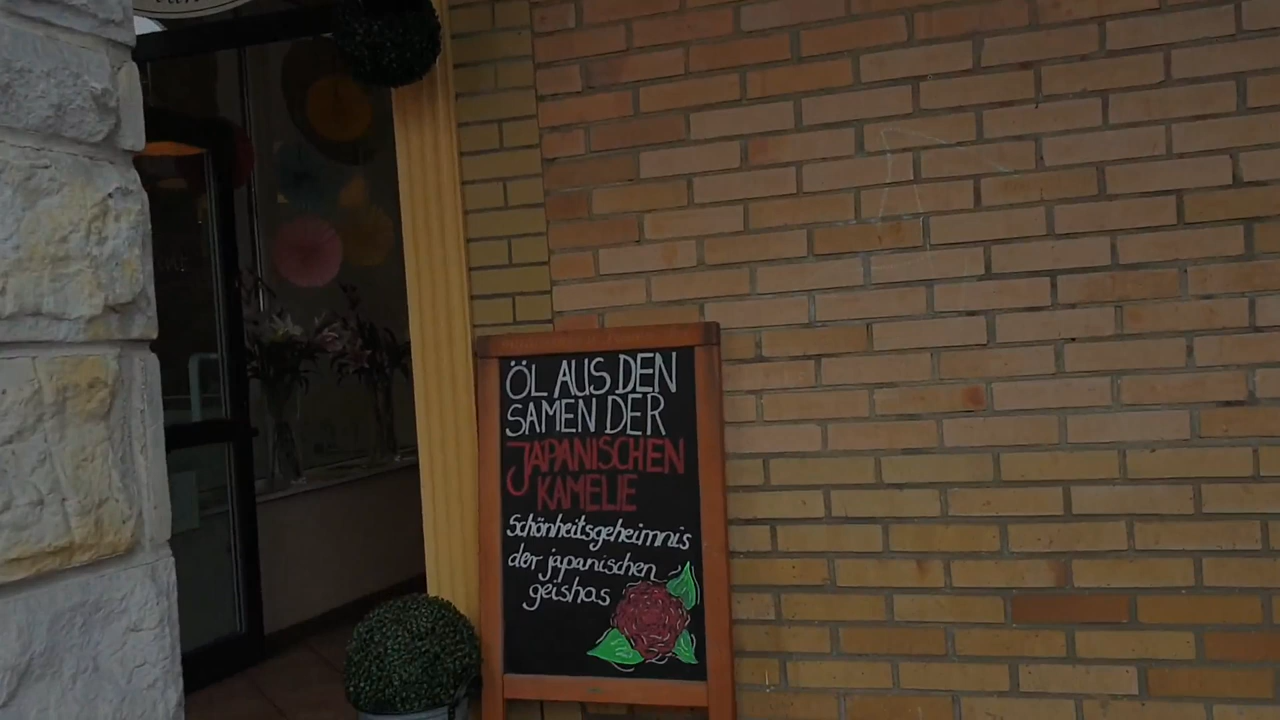 ÖL AUS DEN
SAMEN DER
JAPANISCHEN
KAMELIE
Schönheitsgeheimnis
der japanischen
geishas